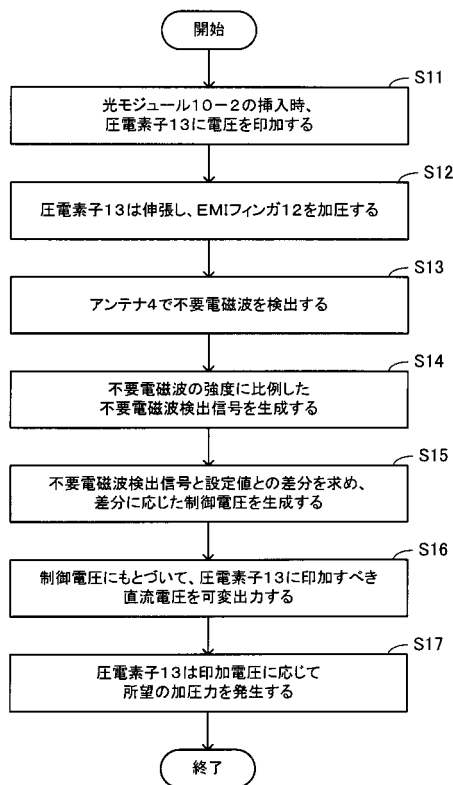 開始
S11
光モジュール10-2の挿入時、
圧電素子13に電圧を印加する
S12
圧電素子13は伸張し、EMIフィンガ12を加圧する
S13
アンテナ4で不要電磁波を検出する
S14
不要電磁波の強度に比例した
不要電磁波検出信号を生成する
S15
不要電磁波検出信号と設定値との差分を求め、
差分に応じた制御電圧を生成する
S16
制御電圧にもとづいて、圧電素子13に印加すべき
直流電圧を可変出力する
S17
圧電素子13は印加電圧に応じて
所望の加圧力を発生する
終了